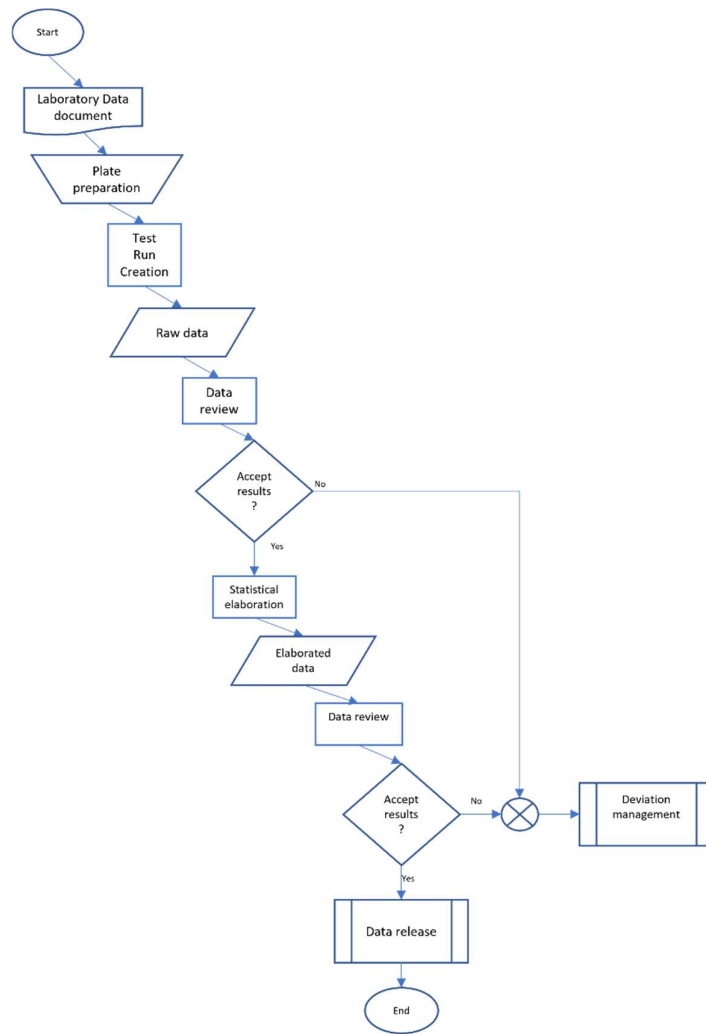 Start
Laboratory Data
document
Plate
preparation
Test
Run
Creation
Raw data
Data
review
Accept
results
?
No
Yes
Statistical
elaboration
Elaborated
data
Data review
Accept
results
?
No
Deviation
management
Yes
Data release
End